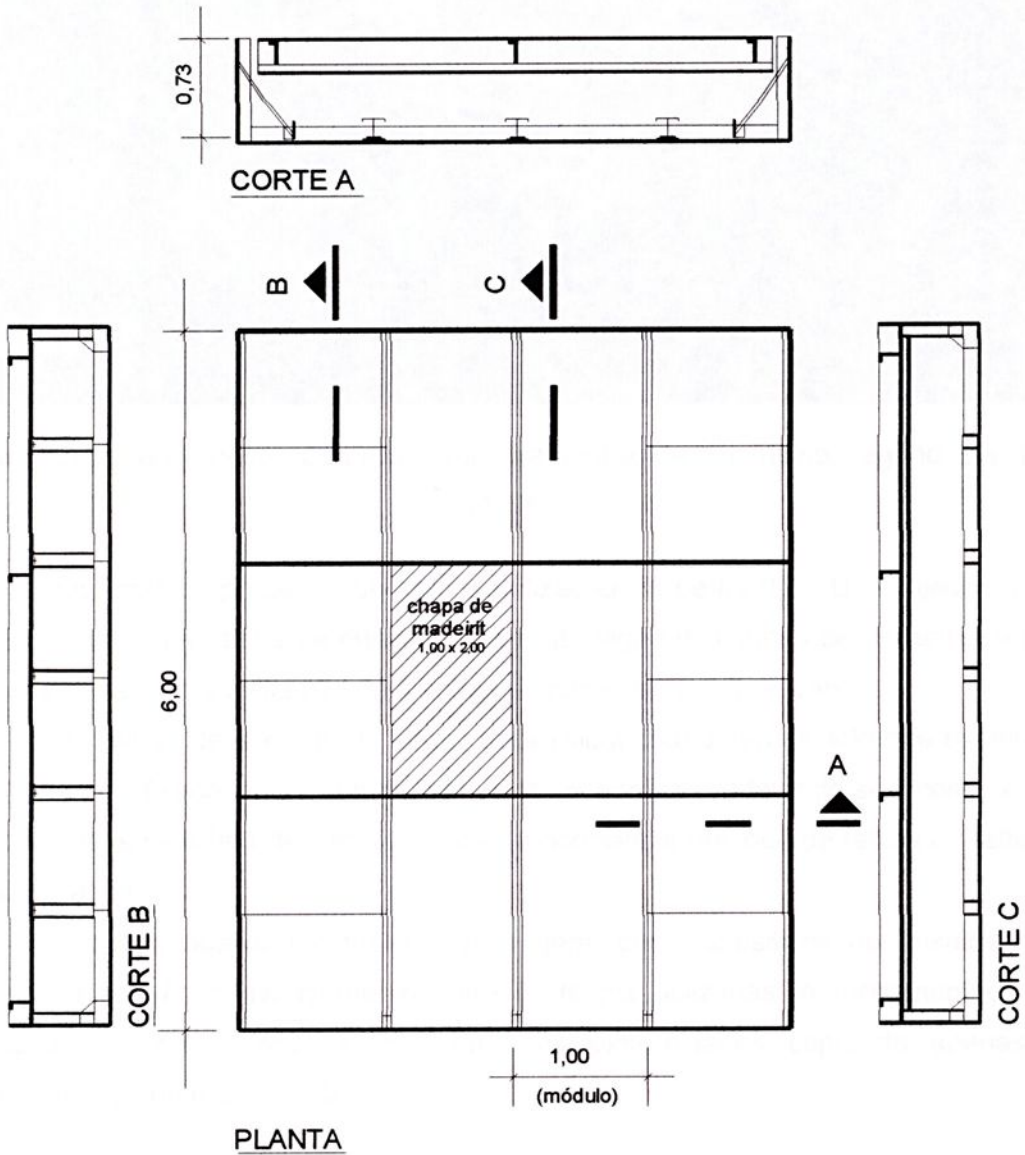 0,73
CORTE A
B
C
6,00
chapa de
madeirit
1,00 x 2,00
A
CORTE B
CORTE C
1,00
(módulo)
PLANTA